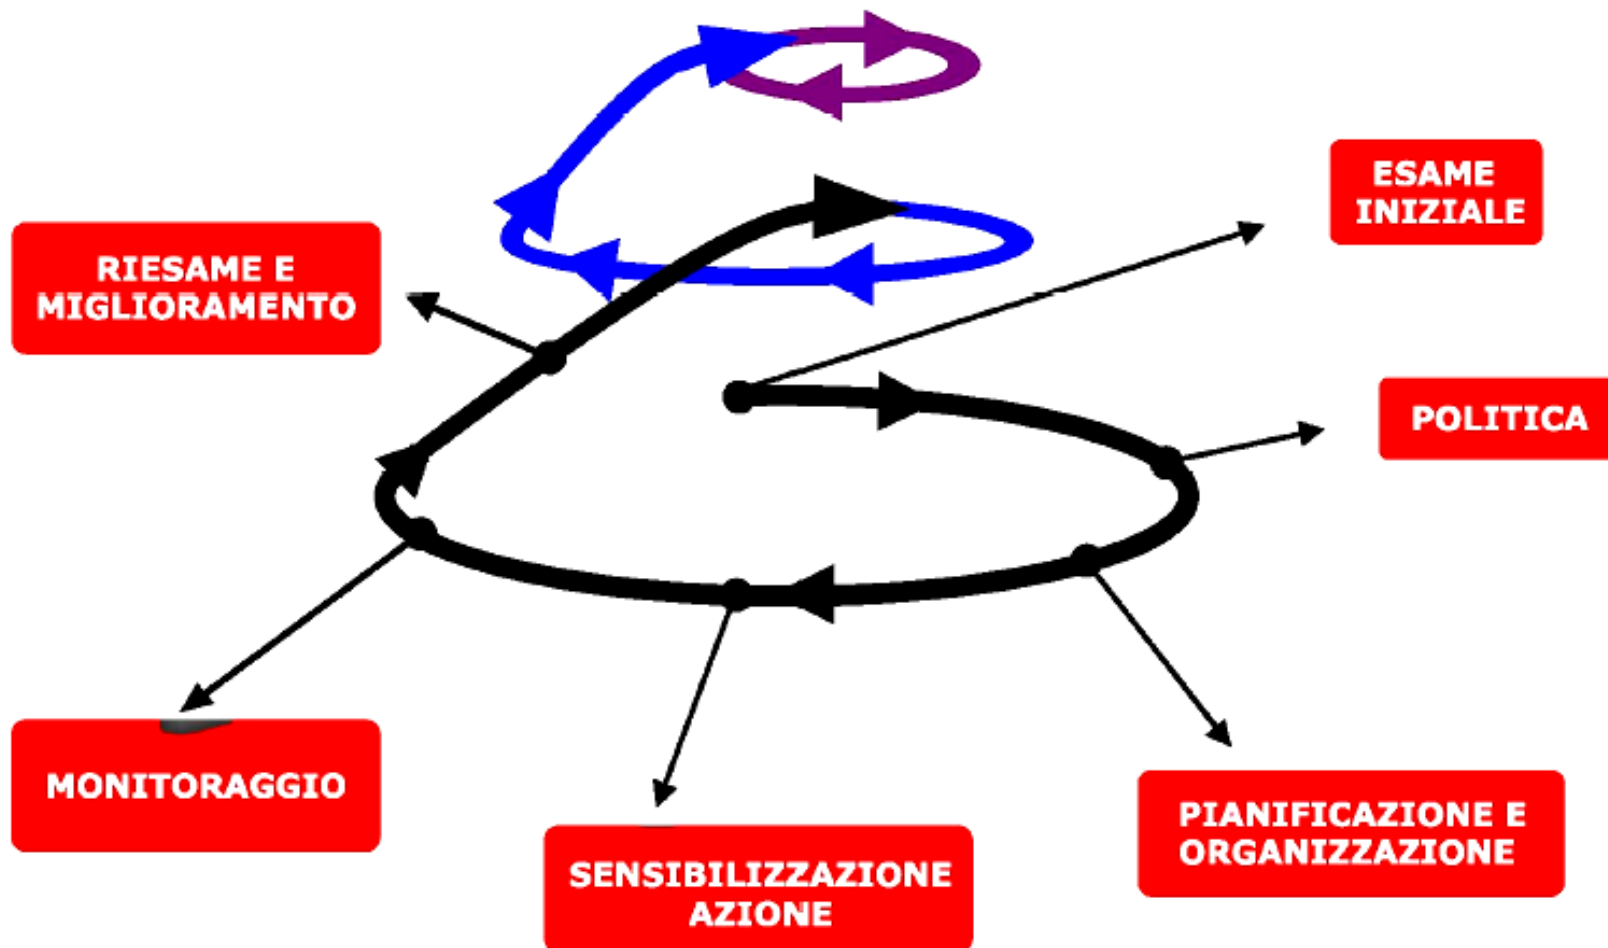 ESAME
INIZIALE
RIESAME E
MIGLIORAMENTO
POLITICA
MONITORAGGIO
PIANIFICAZIONE E
ORGANIZZAZIONE
SENSIBILIZZAZIONE
AZIONE